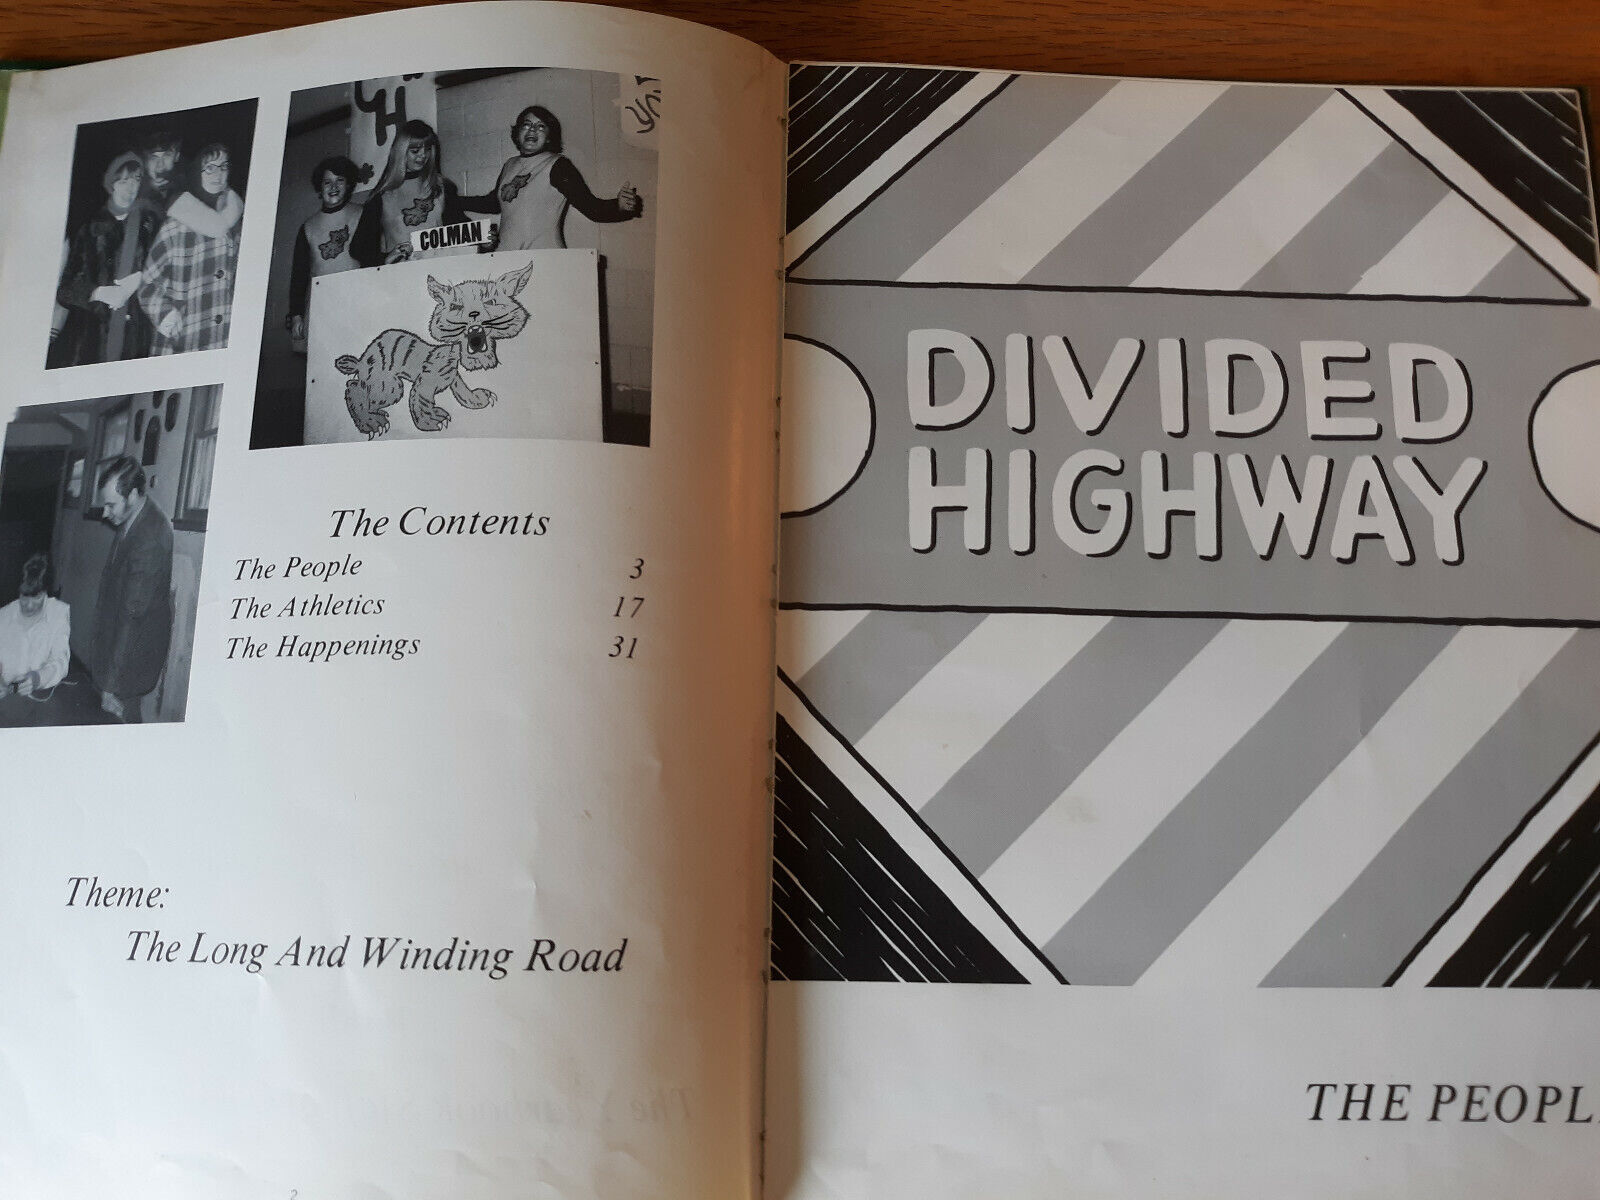 COLMAN
The Contents
The People 3
The Athletics 17
The Happenings 31
Theme:
The Long And Winding Road
2
DIVIDED
HIGHWAY
THE PEOPL